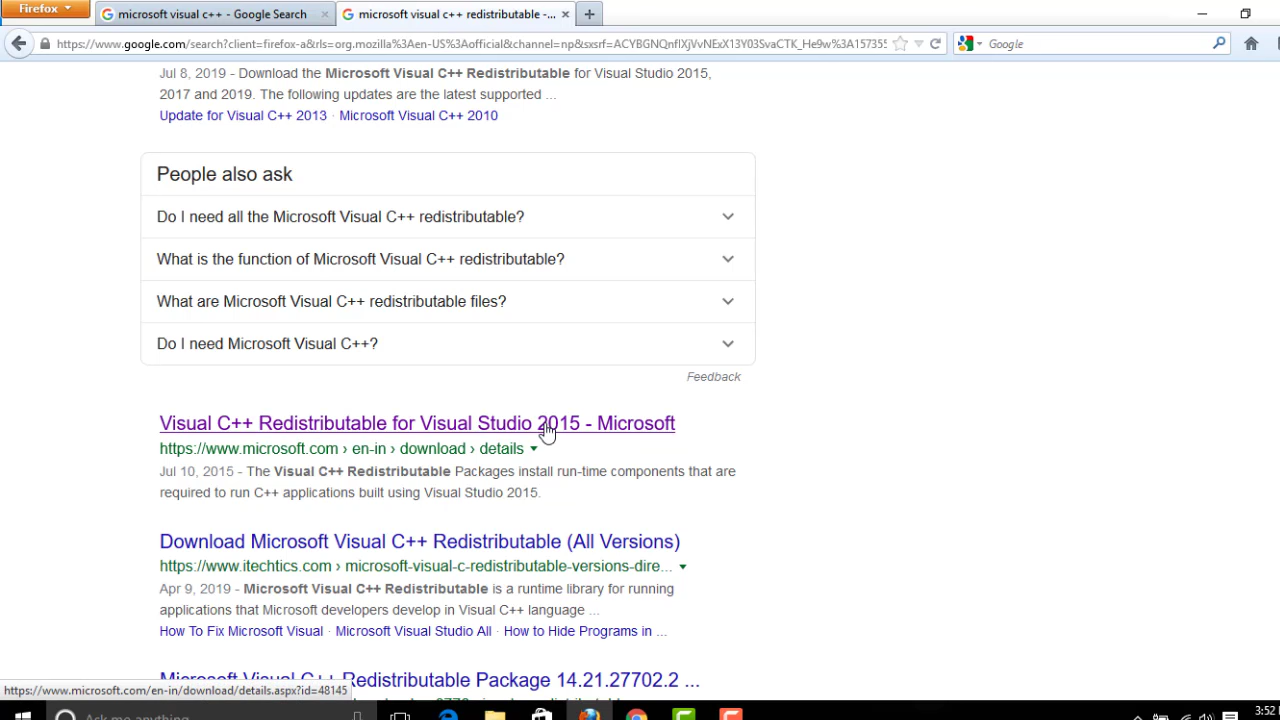 Firefox
microsoft visual c++ - Google Search
microsoft visual c++ redistributable -...
https://www.google.com/search?client=firefox-a&rls=org.mozilla%3Aen-US%3Aofficial&channel=np&sxsrf=ACYBGNQnflXjVvNExX13Y03SvaCTK_He9w%3A157355
Google
Jul 8, 2019 - Download the Microsoft Visual C++ Redistributable for Visual Studio 2015,
2017 and 2019. The following updates are the latest supported ...
Update for Visual C++ 2013 · Microsoft Visual C++ 2010
People also ask
Do I need all the Microsoft Visual C++ redistributable?
What is the function of Microsoft Visual C++ redistributable?
What are Microsoft Visual C++ redistributable files?
Do I need Microsoft Visual C++?
Feedback
Visual C++ Redistributable for Visual Studio 2015 - Microsoft
https://www.microsoft.com › en-in › download › details
Jul 10, 2015 - The Visual C++ Redistributable Packages install run-time components that are
required to run C++ applications built using Visual Studio 2015.
Download Microsoft Visual C++ Redistributable (All Versions)
https://www.itechtics.com › microsoft-visual-c-redistributable-versions-dire...
Apr 9, 2019 - Microsoft Visual C++ Redistributable is a runtime library for running
applications that Microsoft developers develop in Visual C++ language ...
How To Fix Microsoft Visual · Microsoft Visual Studio All · How to Hide Programs in ...
Microsoft Visual C++ Redistributable Package 14.21.27702.2 ...
https://www.microsoft.com/en-in/download/details.aspx?id=48145
Ask me anything
3:52